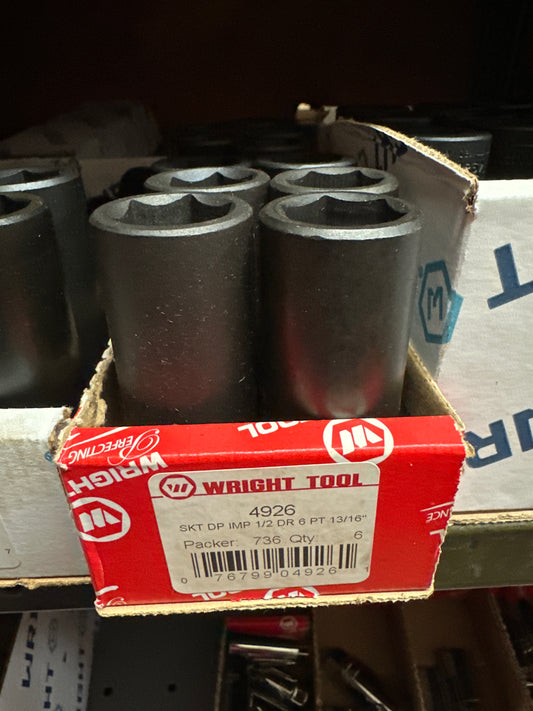 PERFECTING
WRIGHT
WRIGHT TOOL
4926
SKT DP IMP 1/2 DR 6 PT 13/16"
Packer: 736 Qty: 6
0 76799 04926 1